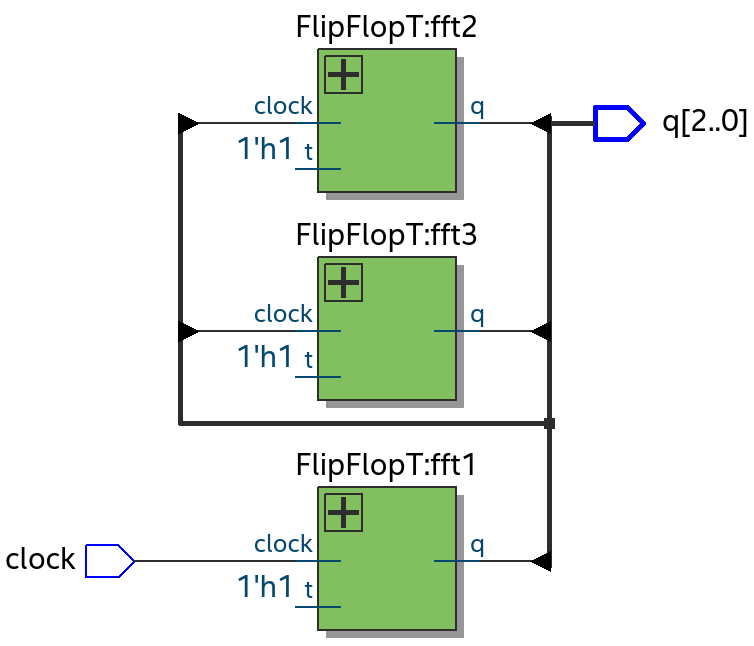 FlipFlopT:fft2
clock
q
1'h1 t
q[2..0]
FlipFlopT:fft3
clock
q
1'h1 t
FlipFlopT:fft1
clock
clock
q
1'h1 t